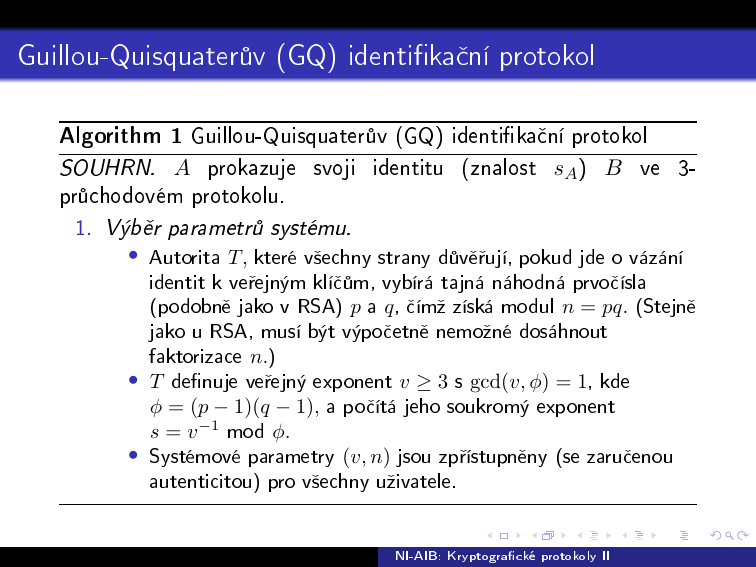 Guillou-Quisquaterův (GQ) identifikační protokol
Algorithm 1 Guillou-Quisquaterův (GQ) identifikační protokol
SOUHRN. A prokazuje svoji identitu (znalost s_A) B ve 3-
průchodovém protokolu.
1. Výběr parametrů systému.
• Autorita T, které všechny strany důvěřují, pokud jde o vázání
identit k veřejným klíčům, vybírá tajná náhodná prvočísla
(podobně jako v RSA) p a q, čímž získá modul n = pq. (Stejně
jako u RSA, musí být výpočetně nemožné dosáhnout
faktorizace n.)
• T definuje veřejný exponent v ≥ 3 s gcd(v, ϕ) = 1, kde
ϕ = (p − 1)(q − 1), a počítá jeho soukromý exponent
s = v⁻¹ mod ϕ.
• Systémové parametry (v, n) jsou zpřístupněny (se zaručenou
autenticitou) pro všechny uživatele.
NI-AIB: Kryptografické protokoly II